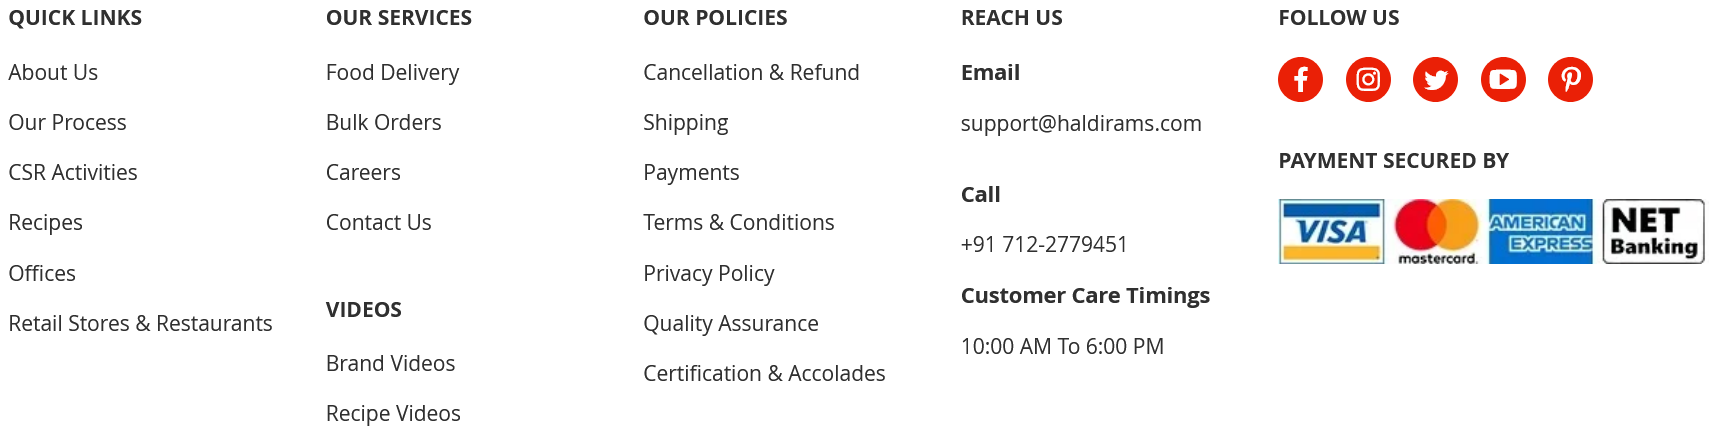 QUICK LINKS
About Us
Our Process
CSR Activities
Recipes
Offices
Retail Stores & Restaurants
OUR SERVICES
Food Delivery
Bulk Orders
Careers
Contact Us
VIDEOS
Brand Videos
Recipe Videos
OUR POLICIES
Cancellation & Refund
Shipping
Payments
Terms & Conditions
Privacy Policy
Quality Assurance
Certification & Accolades
REACH US
Email
support@haldirams.com
Call
+91 712-2779451
Customer Care Timings
10:00 AM To 6:00 PM
FOLLOW US
PAYMENT SECURED BY
VISA
mastercard.
AMERICAN
EXPRESS
NET
Banking